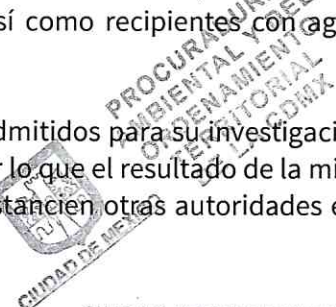 sí como recipientes con ag
PROCURADUR
AMBIENTAL Y DEL
ORDENAMIENTO
TERRITORIAL
DE LA CDMX
dmitidos para su investigaci
r lo que el resultado de la mi
stancien otras autoridades e
CIUDAD DE MÉXICO